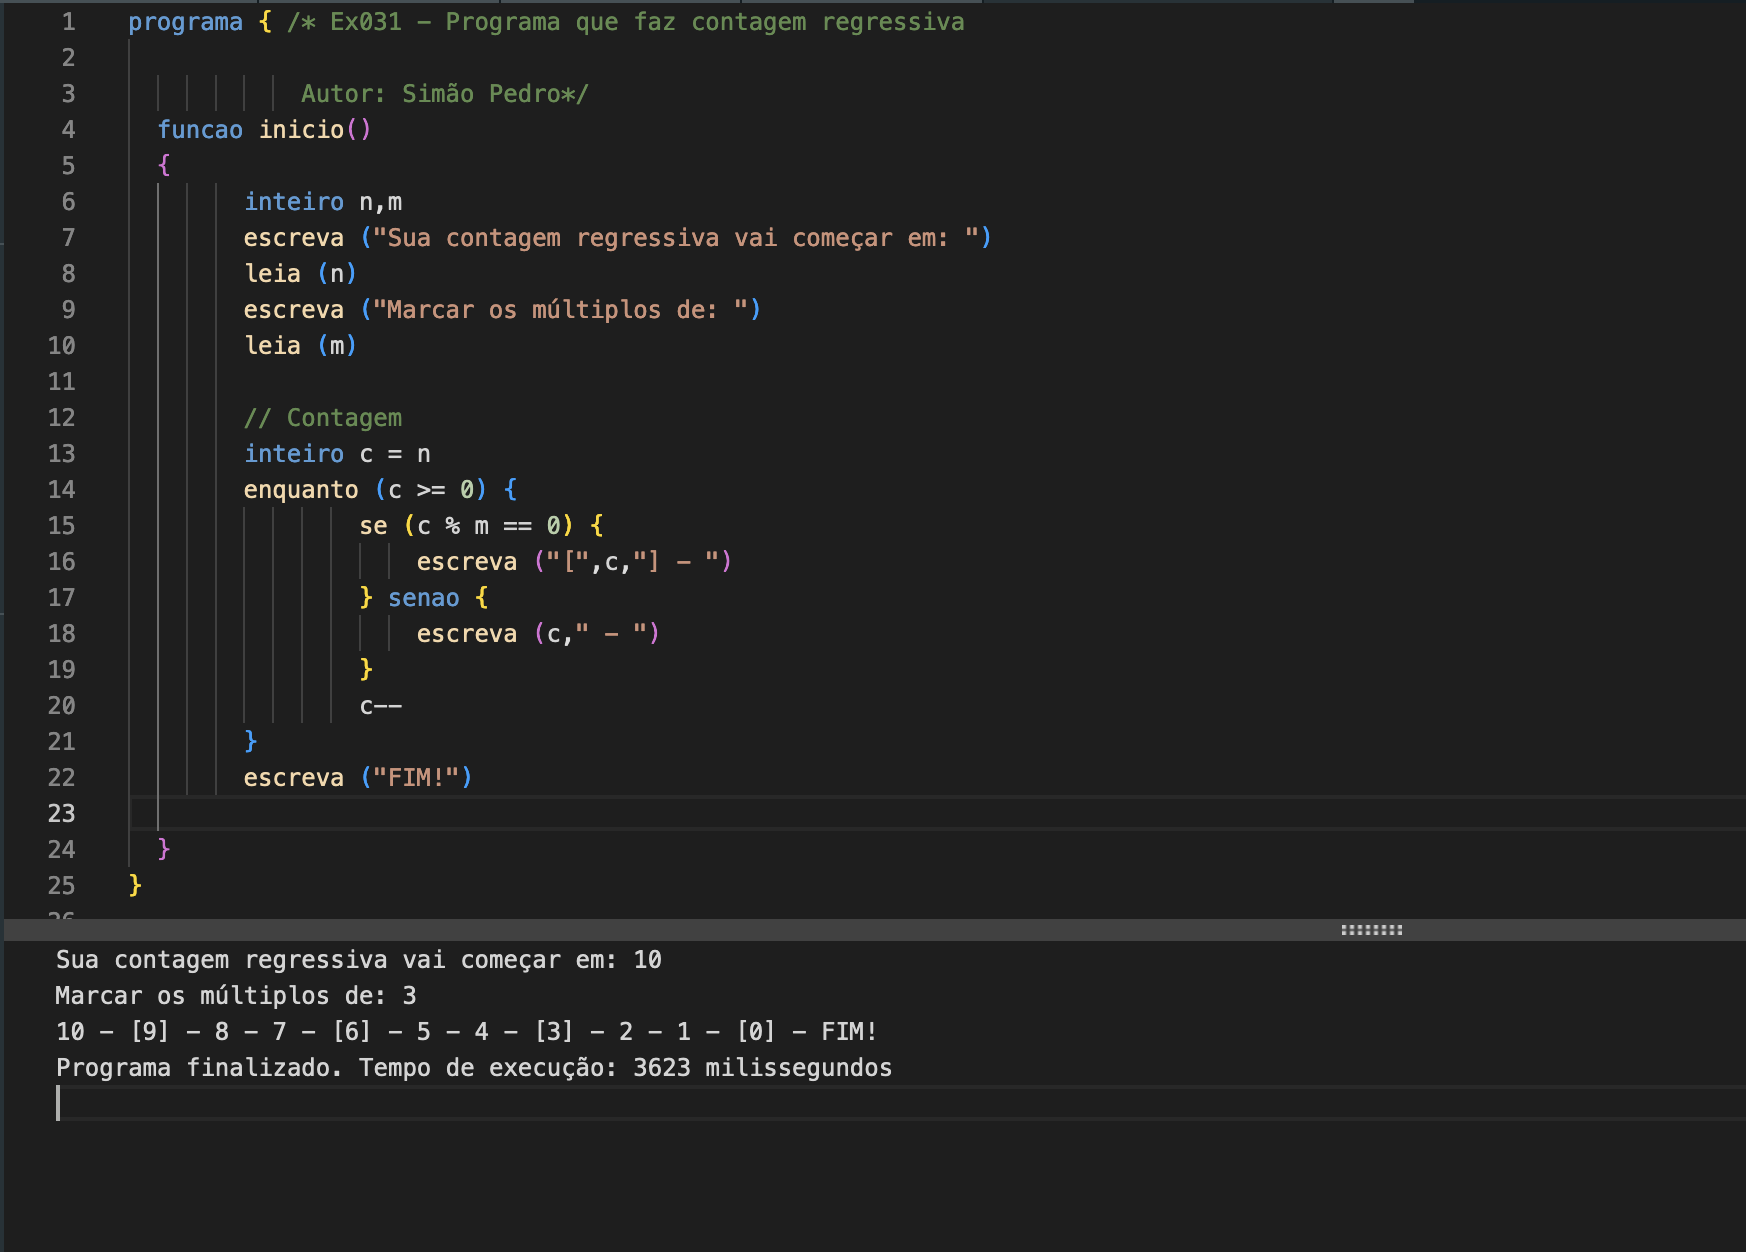 1 programa { /* Ex031 - Programa que faz contagem regressiva
2
3 Autor: Simão Pedro*/
4 funcao inicio()
5 {
6 inteiro n,m
7 escreva ("Sua contagem regressiva vai começar em: ")
8 leia (n)
9 escreva ("Marcar os múltiplos de: ")
10 leia (m)
11
12 // Contagem
13 inteiro c = n
14 enquanto (c >= 0) {
15 se (c % m == 0) {
16 escreva ("[",c,"] - ")
17 } senao {
18 escreva (c," - ")
19 }
20 c--
21 }
22 escreva ("FIM!")
23
24 }
25 }
Sua contagem regressiva vai começar em: 10
Marcar os múltiplos de: 3
10 - [9] - 8 - 7 - [6] - 5 - 4 - [3] - 2 - 1 - [0] - FIM!
Programa finalizado. Tempo de execução: 3623 milissegundos